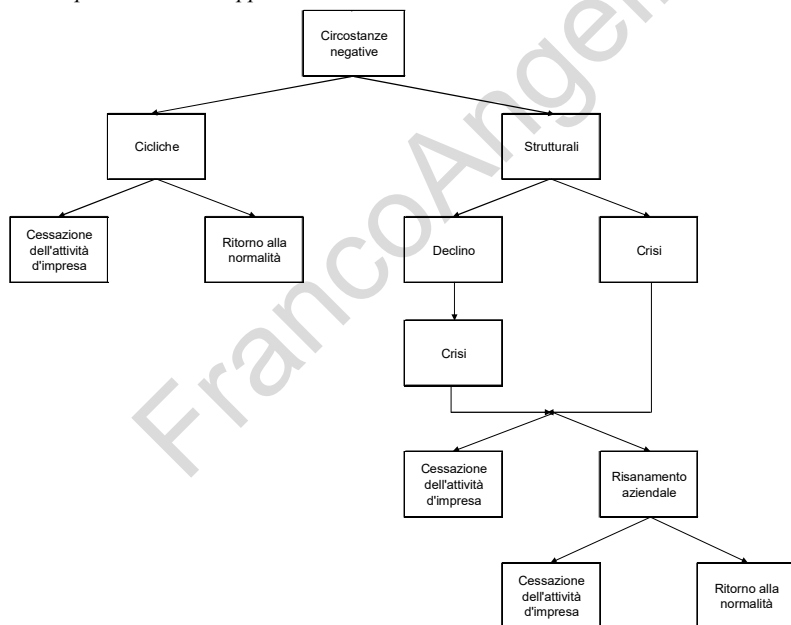 Circostanze
negative
Cicliche
Strutturali
Cessazione
dell'attività
d'impresa
Ritorno alla
normalità
Declino
Crisi
Crisi
Cessazione
dell'attività
d'impresa
Risanamento
aziendale
Cessazione
dell'attività
d'impresa
Ritorno alla
normalità
FrancoAngeli